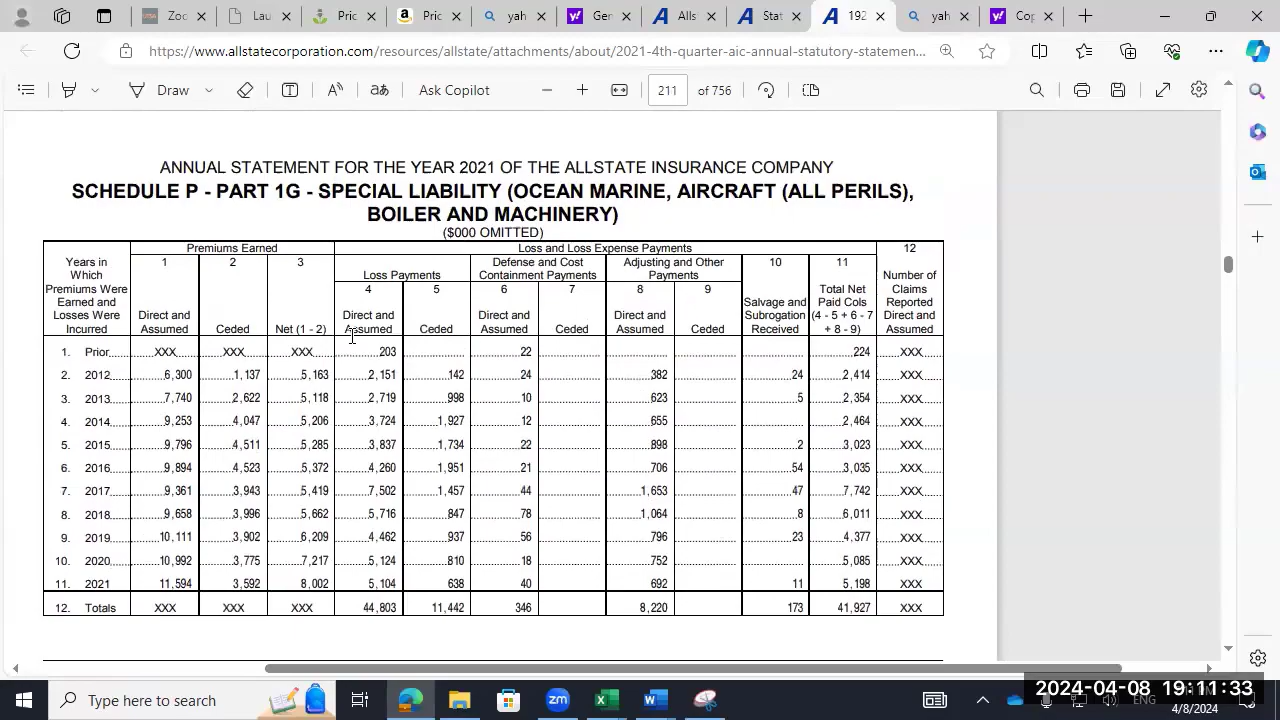 Zoc Lau Pric Pric yah Ger Alls Stat 192 yah Cop
https://www.allstatecorporation.com/resources/allstate/attachments/about/2021-4th-quarter-aic-annual-statutory-statemen...
Draw Ask Copilot 211 of 756
ANNUAL STATEMENT FOR THE YEAR 2021 OF THE ALLSTATE INSURANCE COMPANY
SCHEDULE P - PART 1G - SPECIAL LIABILITY (OCEAN MARINE, AIRCRAFT (ALL PERILS),
BOILER AND MACHINERY)
($000 OMITTED)
Premiums Earned Loss and Loss Expense Payments 12
Years in 1 2 3 Defense and Cost Adjusting and Other 10 11
Which Loss Payments Containment Payments Payments Number of
Premiums Were 4 5 6 7 8 9 Total Net Claims
Earned and Salvage and Paid Cols Reported
Losses Were Direct and Direct and Direct and Direct and Subrogation (4 - 5 + 6 - 7 Direct and
Incurred Assumed Ceded Net (1 - 2) Assumed Ceded Assumed Ceded Assumed Ceded Received + 8 - 9) Assumed
1. Prior XXX XXX XXX 203 22 224 XXX
2. 2012 6,300 1,137 5,163 2,151 142 24 382 24 2,414 XXX
3. 2013 7,740 2,622 5,118 2,719 998 10 623 5 2,354 XXX
4. 2014 9,253 4,047 5,206 3,724 1,927 12 655 2,464 XXX
5. 2015 9,796 4,511 5,285 3,837 1,734 22 898 2 3,023 XXX
6. 2016 9,894 4,523 5,372 4,260 1,951 21 706 54 3,035 XXX
7. 2017 9,361 3,943 5,419 7,502 1,457 44 1,653 47 7,742 XXX
8. 2018 9,658 3,996 5,662 5,716 847 78 1,064 8 6,011 XXX
9. 2019 10,111 3,902 6,209 4,462 937 56 796 23 4,377 XXX
10. 2020 10,992 3,775 7,217 5,124 810 18 752 5,085 XXX
11. 2021 11,594 3,592 8,002 5,104 638 40 692 11 5,198 XXX
12. Totals XXX XXX XXX 44,803 11,442 346 8,220 173 41,927 XXX
Type here to search
2024-04-08 19:11:33
ENG
4/8/2024